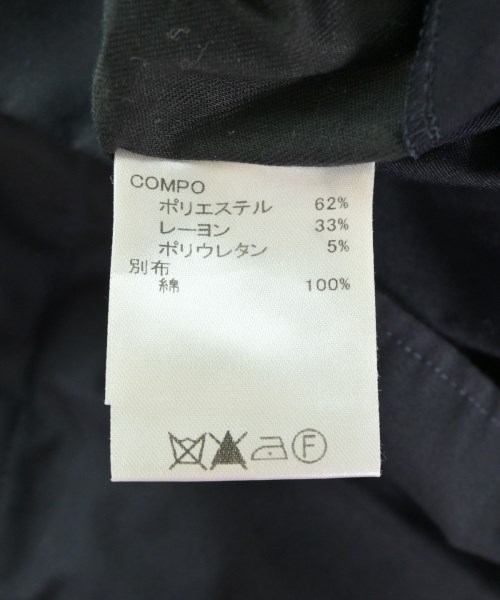 COMPO
ポリエステル 62%
レーヨン 33%
ポリウレタン 5%
別布
綿 100%
F